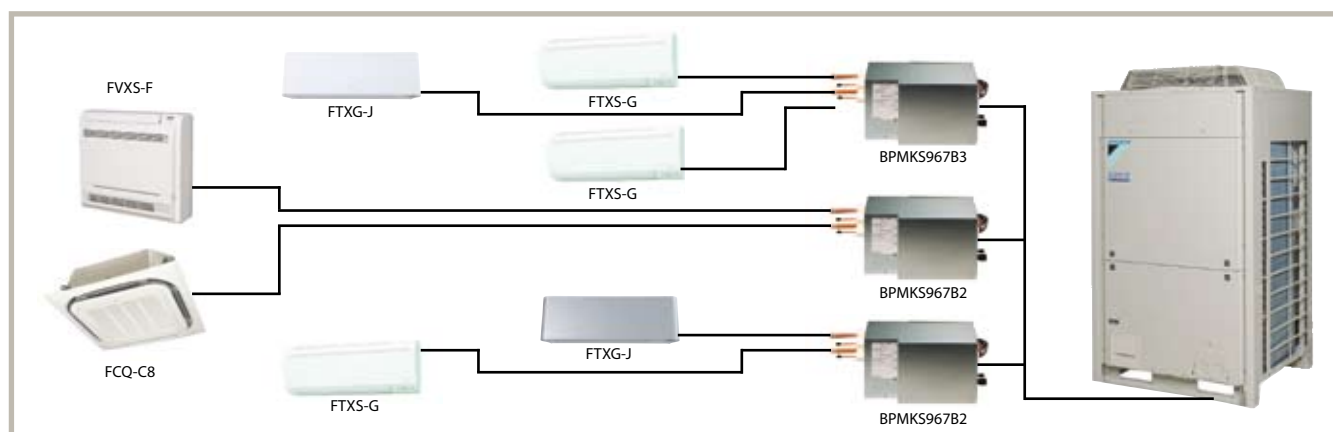 FVXS-F
FTXG-J
FTXS-G
FTXS-G
BPMKS967B3
FCQ-C8
BPMKS967B2
FTXG-J
FTXS-G
BPMKS967B2